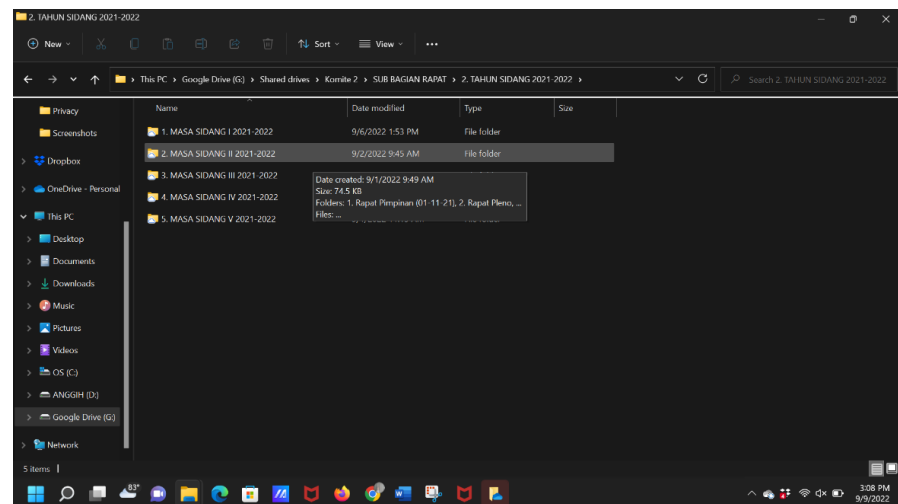 2. TAHUN SIDANG 2021-2022
New
Sort
View
This PC > Google Drive (G:) > Shared drives > Komite 2 > SUB BAGIAN RAPAT > 2. TAHUN SIDANG 2021-2022 >
Search 2. TAHUN SIDANG 2021-2022
Privacy
Screenshots
Dropbox
OneDrive - Personal
This PC
Desktop
Documents
Downloads
Music
Pictures
Videos
OS (C:)
ANGGIH (D:)
Google Drive (G:)
Network
Name Date modified Type Size
1. MASA SIDANG I 2021-2022 9/6/2022 1:53 PM File folder
2. MASA SIDANG II 2021-2022 9/2/2022 9:45 AM File folder
3. MASA SIDANG III 2021-2022
4. MASA SIDANG IV 2021-2022
5. MASA SIDANG V 2021-2022
Date created: 9/1/2022 9:49 AM
Size: 74.5 KB
Folders: 1. Rapat Pimpinan (01-11-21), 2. Rapat Pleno, ...
Files: ...
5 items
83°
3:08 PM
9/9/2022